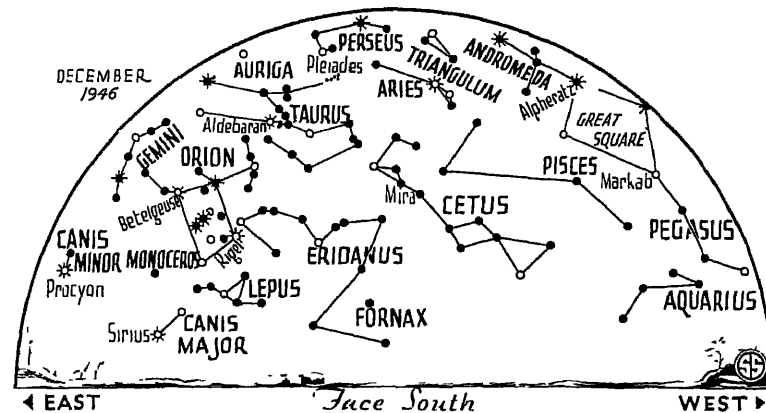 PERSEUS
Pleiades
AURIGA
TRIANGULUM
ANDROMEDA
DECEMBER
1946
ARIES
Alpheratz
TAURUS
Aldebaran
GREAT
SQUARE
GEMINI
ORION
PISCES
Markab
Betelgeuse
Mira
CETUS
PEGASUS
CANIS
MINOR
MONOCEROS
Rigel
ERIDANUS
Procyon
LEPUS
AQUARIUS
FORNAX
Sirius
CANIS
MAJOR
SS
EAST
Face South
WEST